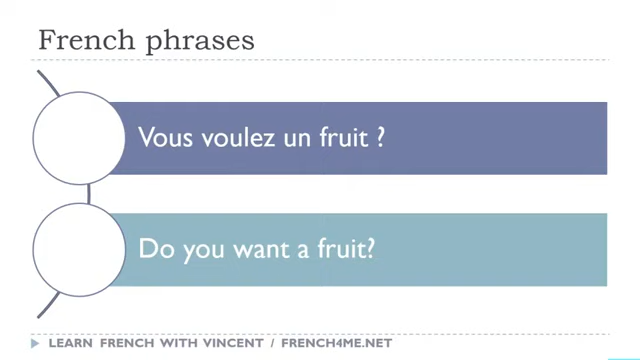 French phrases
Vous voulez un fruit ?
Do you want a fruit?
LEARN FRENCH WITH VINCENT / FRENCH4ME.NET